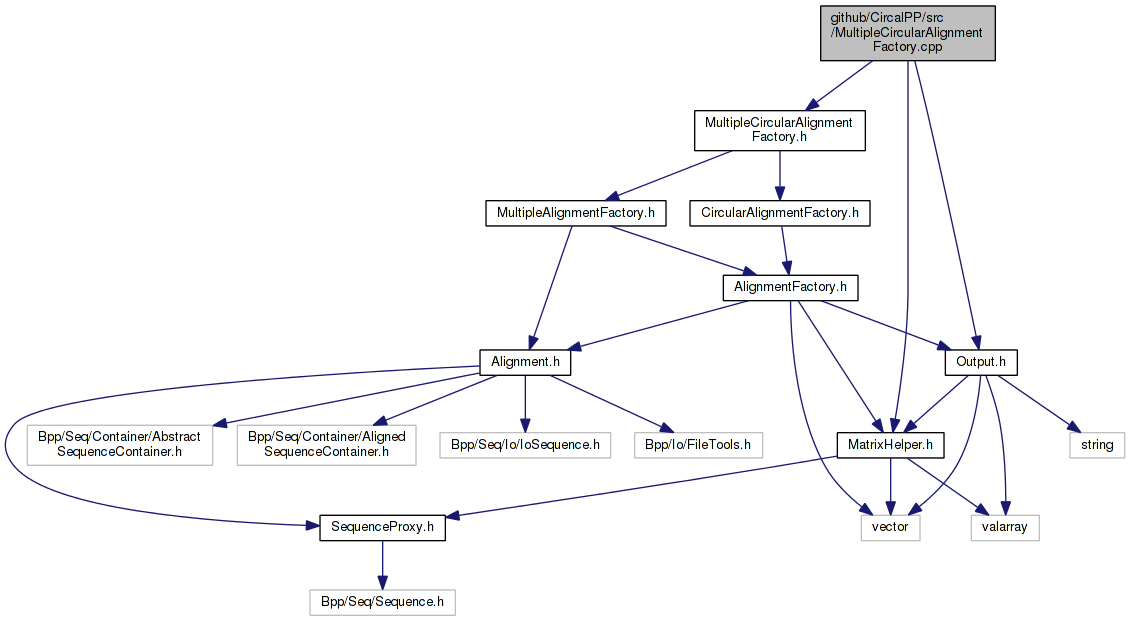 github/CircalPP/src
/MultipleCircularAlignment
Factory.cpp
MultipleCircularAlignment
Factory.h
MultipleAlignmentFactory.h
CircularAlignmentFactory.h
AlignmentFactory.h
Alignment.h
Output.h
Bpp/Seq/Container/Abstract
SequenceContainer.h
Bpp/Seq/Container/Aligned
SequenceContainer.h
Bpp/Seq/Io/IoSequence.h
Bpp/Io/FileTools.h
MatrixHelper.h
string
SequenceProxy.h
vector
valarray
Bpp/Seq/Sequence.h